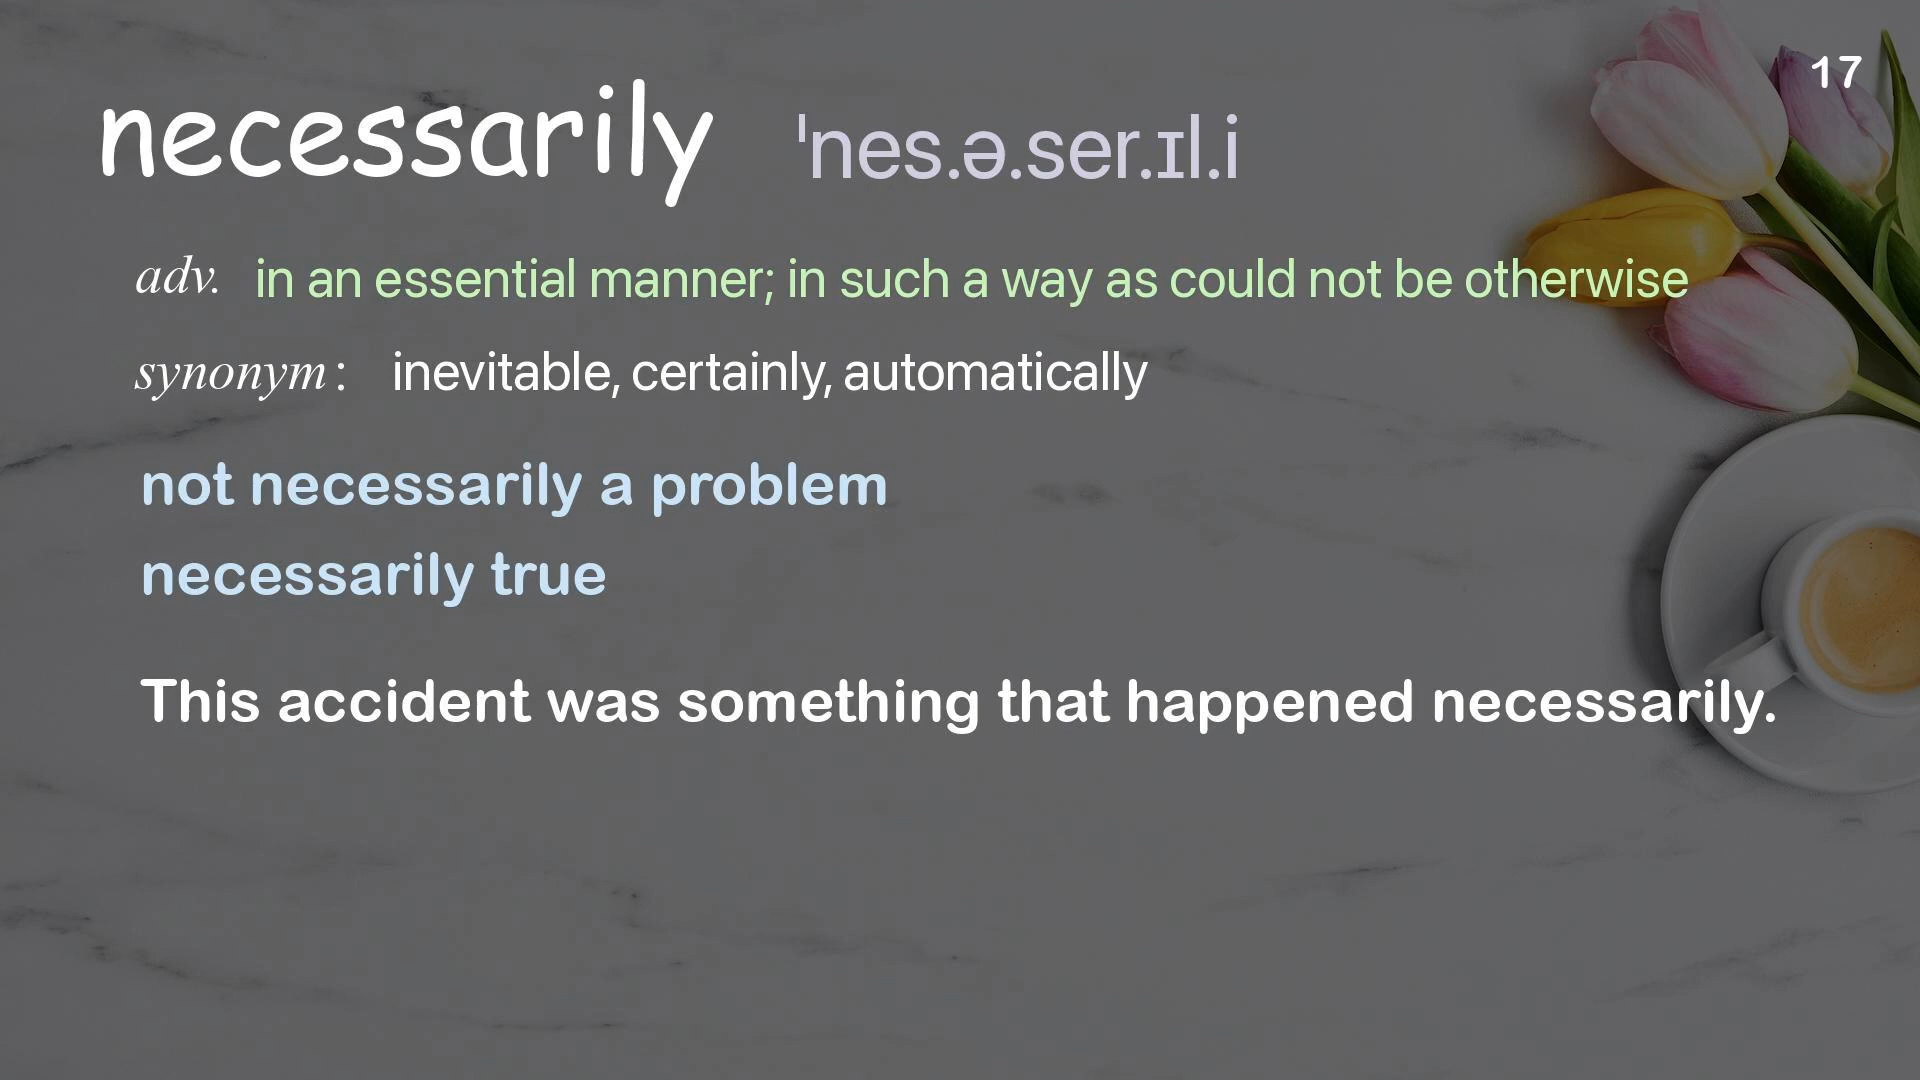 17
necessarily ˈnes.ə.ser.ɪl.i
adv. in an essential manner; in such a way as could not be otherwise
synonym : inevitable, certainly, automatically
not necessarily a problem
necessarily true
This accident was something that happened necessarily.